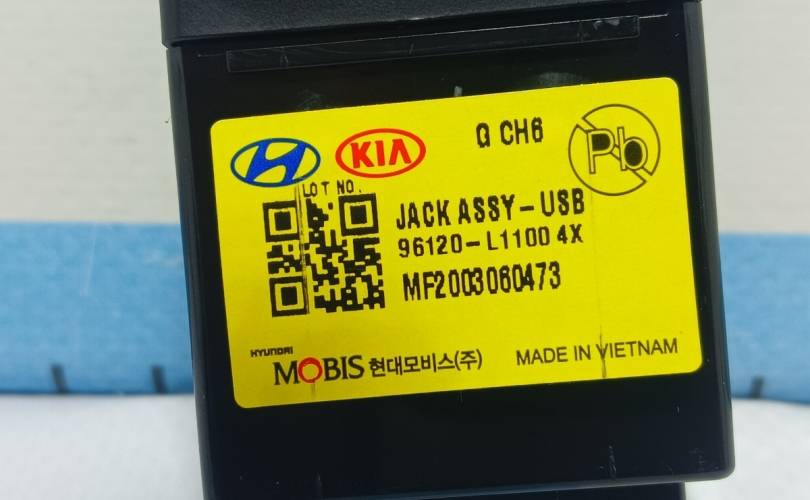 KIA
Q CH6
Pb
LOT NO.
JACK ASSY-USB
96120-L1100 4X
MF2003060473
HYUNDAI
MOBIS 현대모비스(주)
MADE IN VIETNAM